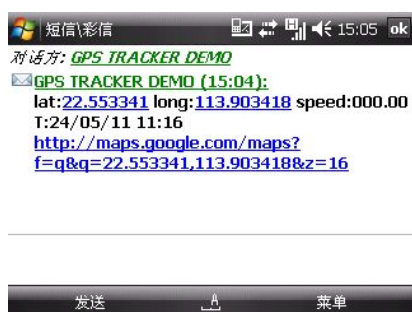 短信\彩信 15:05 ok
对话方: GPS TRACKER DEMO
GPS TRACKER DEMO (15:04):
lat:22.553341 long:113.903418 speed:000.00
T:24/05/11 11:16
http://maps.google.com/maps?
f=q&q=22.553341,113.903418&z=16
发送 A 菜单